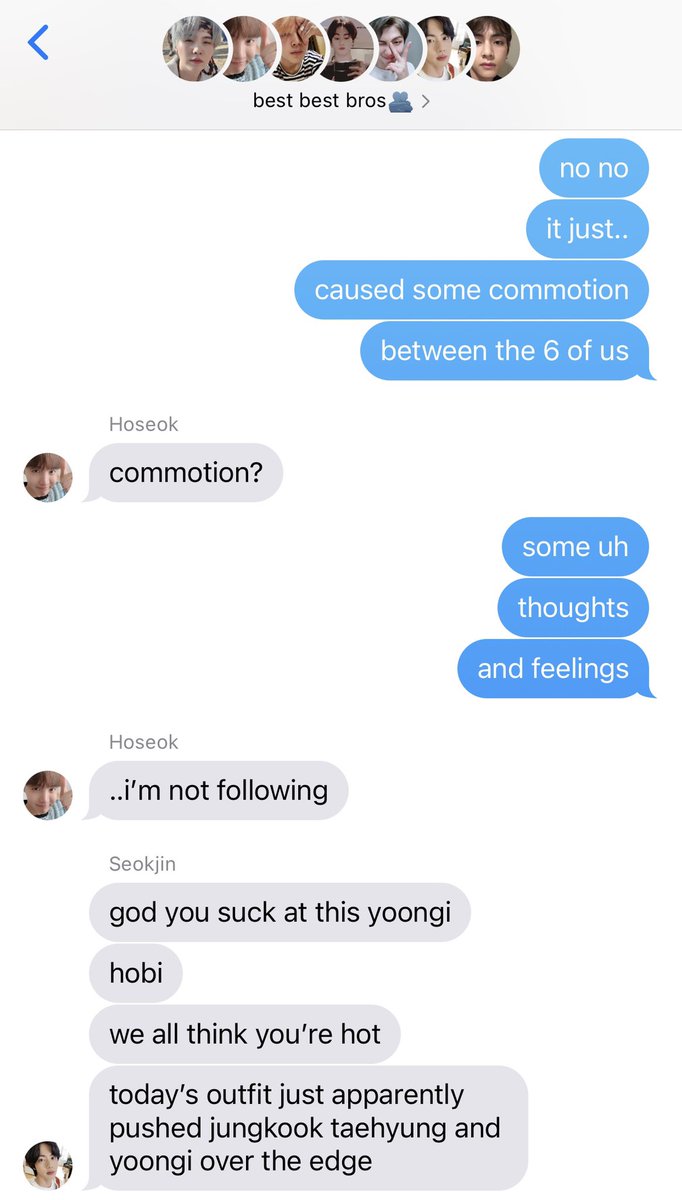 best best bros🫂 >
no no
it just..
caused some commotion
between the 6 of us
Hoseok
commotion?
some uh
thoughts
and feelings
Hoseok
..i’m not following
Seokjin
god you suck at this yoongi
hobi
we all think you’re hot
today’s outfit just apparently
pushed jungkook taehyung and
yoongi over the edge